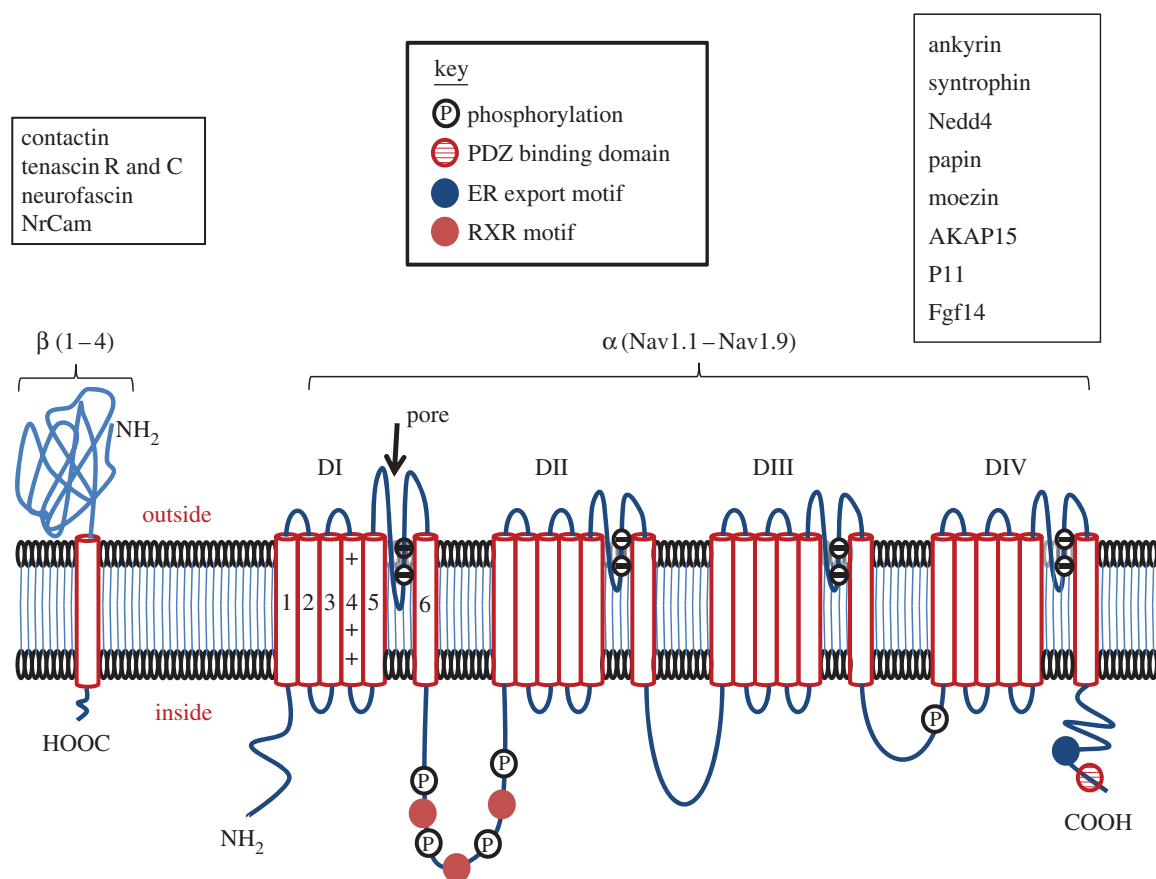 contactin
tenascin R and C
neurofascin
NrCam
key
P phosphorylation
PDZ binding domain
ER export motif
RXR motif
ankyrin
syntrophin
Nedd4
papin
moezin
AKAP15
P11
Fgf14
β (1–4)
α (Nav1.1–Nav1.9)
NH2
pore
DI
DII
DIII
DIV
outside
+
1 2 3 4 5 6
+
+
inside
HOOC
NH2
P
P
P
P
P
COOH